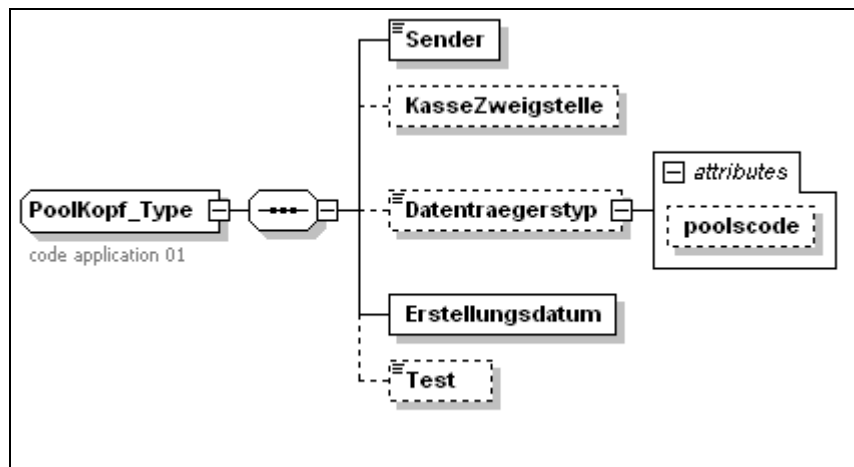 Sender
KasseZweigstelle
attributes
PoolKopf_Type
Datentraegerstyp
poolscode
code application 01
Erstellungsdatum
Test